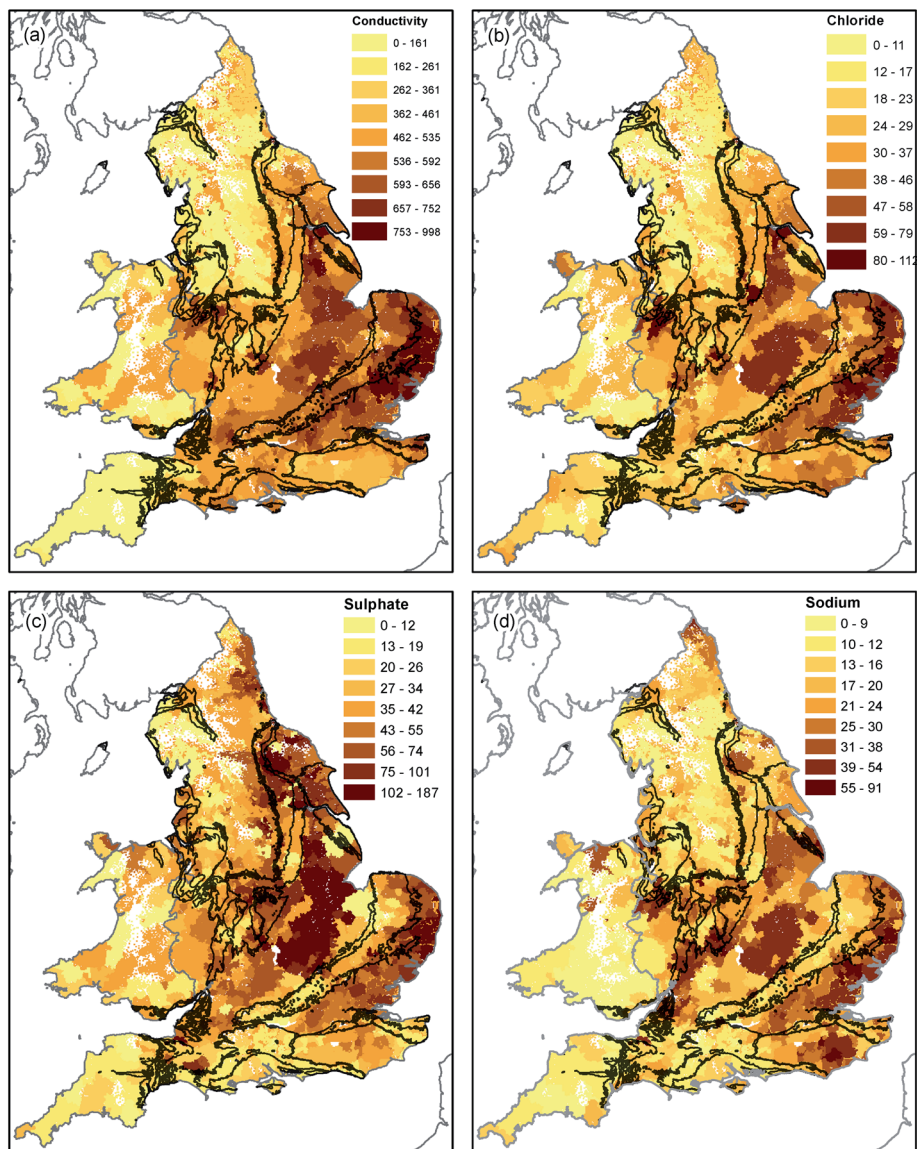 (a)
Conductivity
0 - 161
162 - 261
262 - 361
362 - 461
462 - 535
536 - 592
593 - 656
657 - 752
753 - 998
(b)
Chloride
0 - 11
12 - 17
18 - 23
24 - 29
30 - 37
38 - 46
47 - 58
59 - 79
80 - 112
(c)
Sulphate
0 - 12
13 - 19
20 - 26
27 - 34
35 - 42
43 - 55
56 - 74
75 - 101
102 - 187
(d)
Sodium
0 - 9
10 - 12
13 - 16
17 - 20
21 - 24
25 - 30
31 - 38
39 - 54
55 - 91